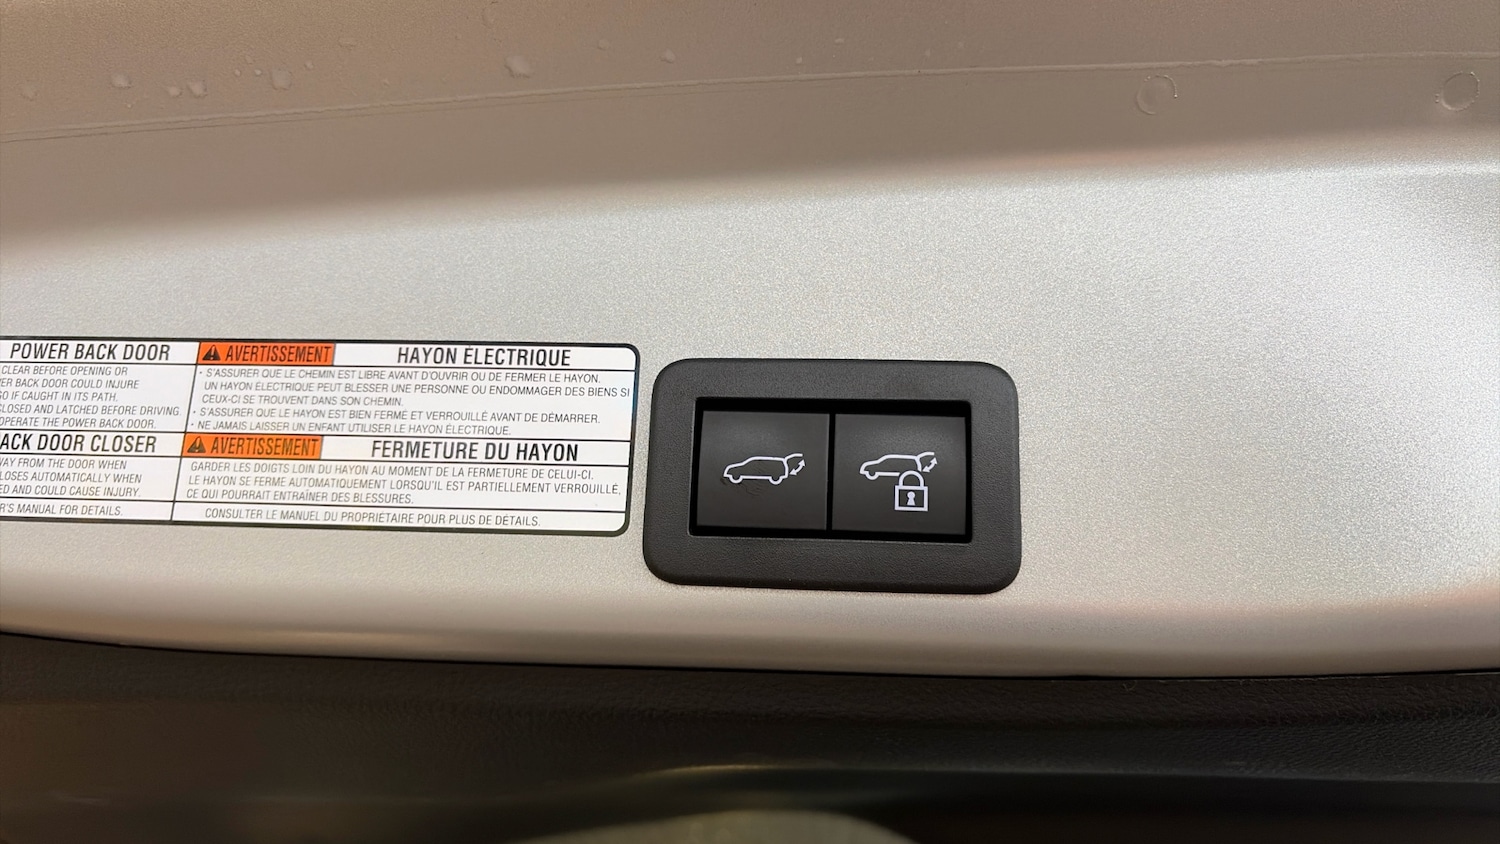 POWER BACK DOOR
CLEAR BEFORE OPENING OR
ER BACK DOOR COULD INJURE
GO IF CAUGHT IN ITS PATH.
CLOSED AND LATCHED BEFORE DRIVING.
OPERATE THE POWER BACK DOOR.
AVERTISSEMENT HAYON ÉLECTRIQUE
· S'ASSURER QUE LE CHEMIN EST LIBRE AVANT D'OUVRIR OU DE FERMER LE HAYON.
UN HAYON ÉLECTRIQUE PEUT BLESSER UNE PERSONNE OU ENDOMMAGER DES BIENS SI
CEUX-CI SE TROUVENT DANS SON CHEMIN.
· S'ASSURER QUE LE HAYON EST BIEN FERMÉ ET VERROUILLÉ AVANT DE DÉMARRER.
· NE JAMAIS LAISSER UN ENFANT UTILISER LE HAYON ÉLECTRIQUE.
ACK DOOR CLOSER
WAY FROM THE DOOR WHEN
LOSES AUTOMATICALLY WHEN
ED AND COULD CAUSE INJURY.
R'S MANUAL FOR DETAILS.
AVERTISSEMENT FERMETURE DU HAYON
GARDER LES DOIGTS LOIN DU HAYON AU MOMENT DE LA FERMETURE DE CELUI-CI.
LE HAYON SE FERME AUTOMATIQUEMENT LORSQU'IL EST PARTIELLEMENT VERROUILLÉ,
CE QUI POURRAIT ENTRAÎNER DES BLESSURES.
CONSULTER LE MANUEL DU PROPRIÉTAIRE POUR PLUS DE DÉTAILS.